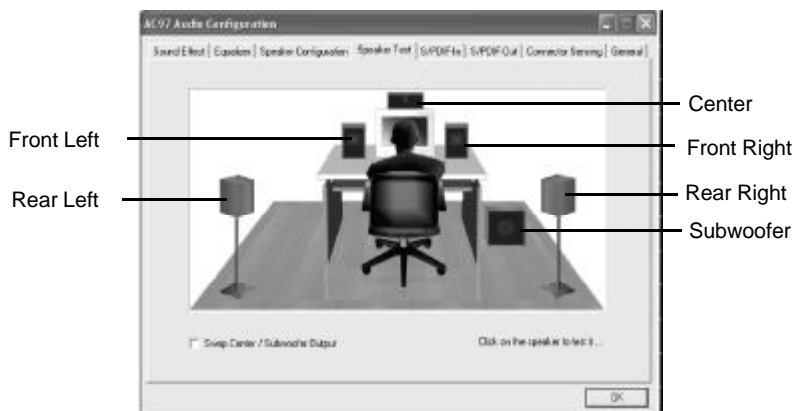 AC97 Audio Configuration
Sound Effect | Equalizer | Speaker Configuration | Speaker Test | S/PDIF-In | S/PDIF-Out | Connector Sensing | General
Center
Front Left
Front Right
Rear Left
Rear Right
Subwoofer
Swap Center / Subwoofer Output
Click on the speaker to test it...
OK